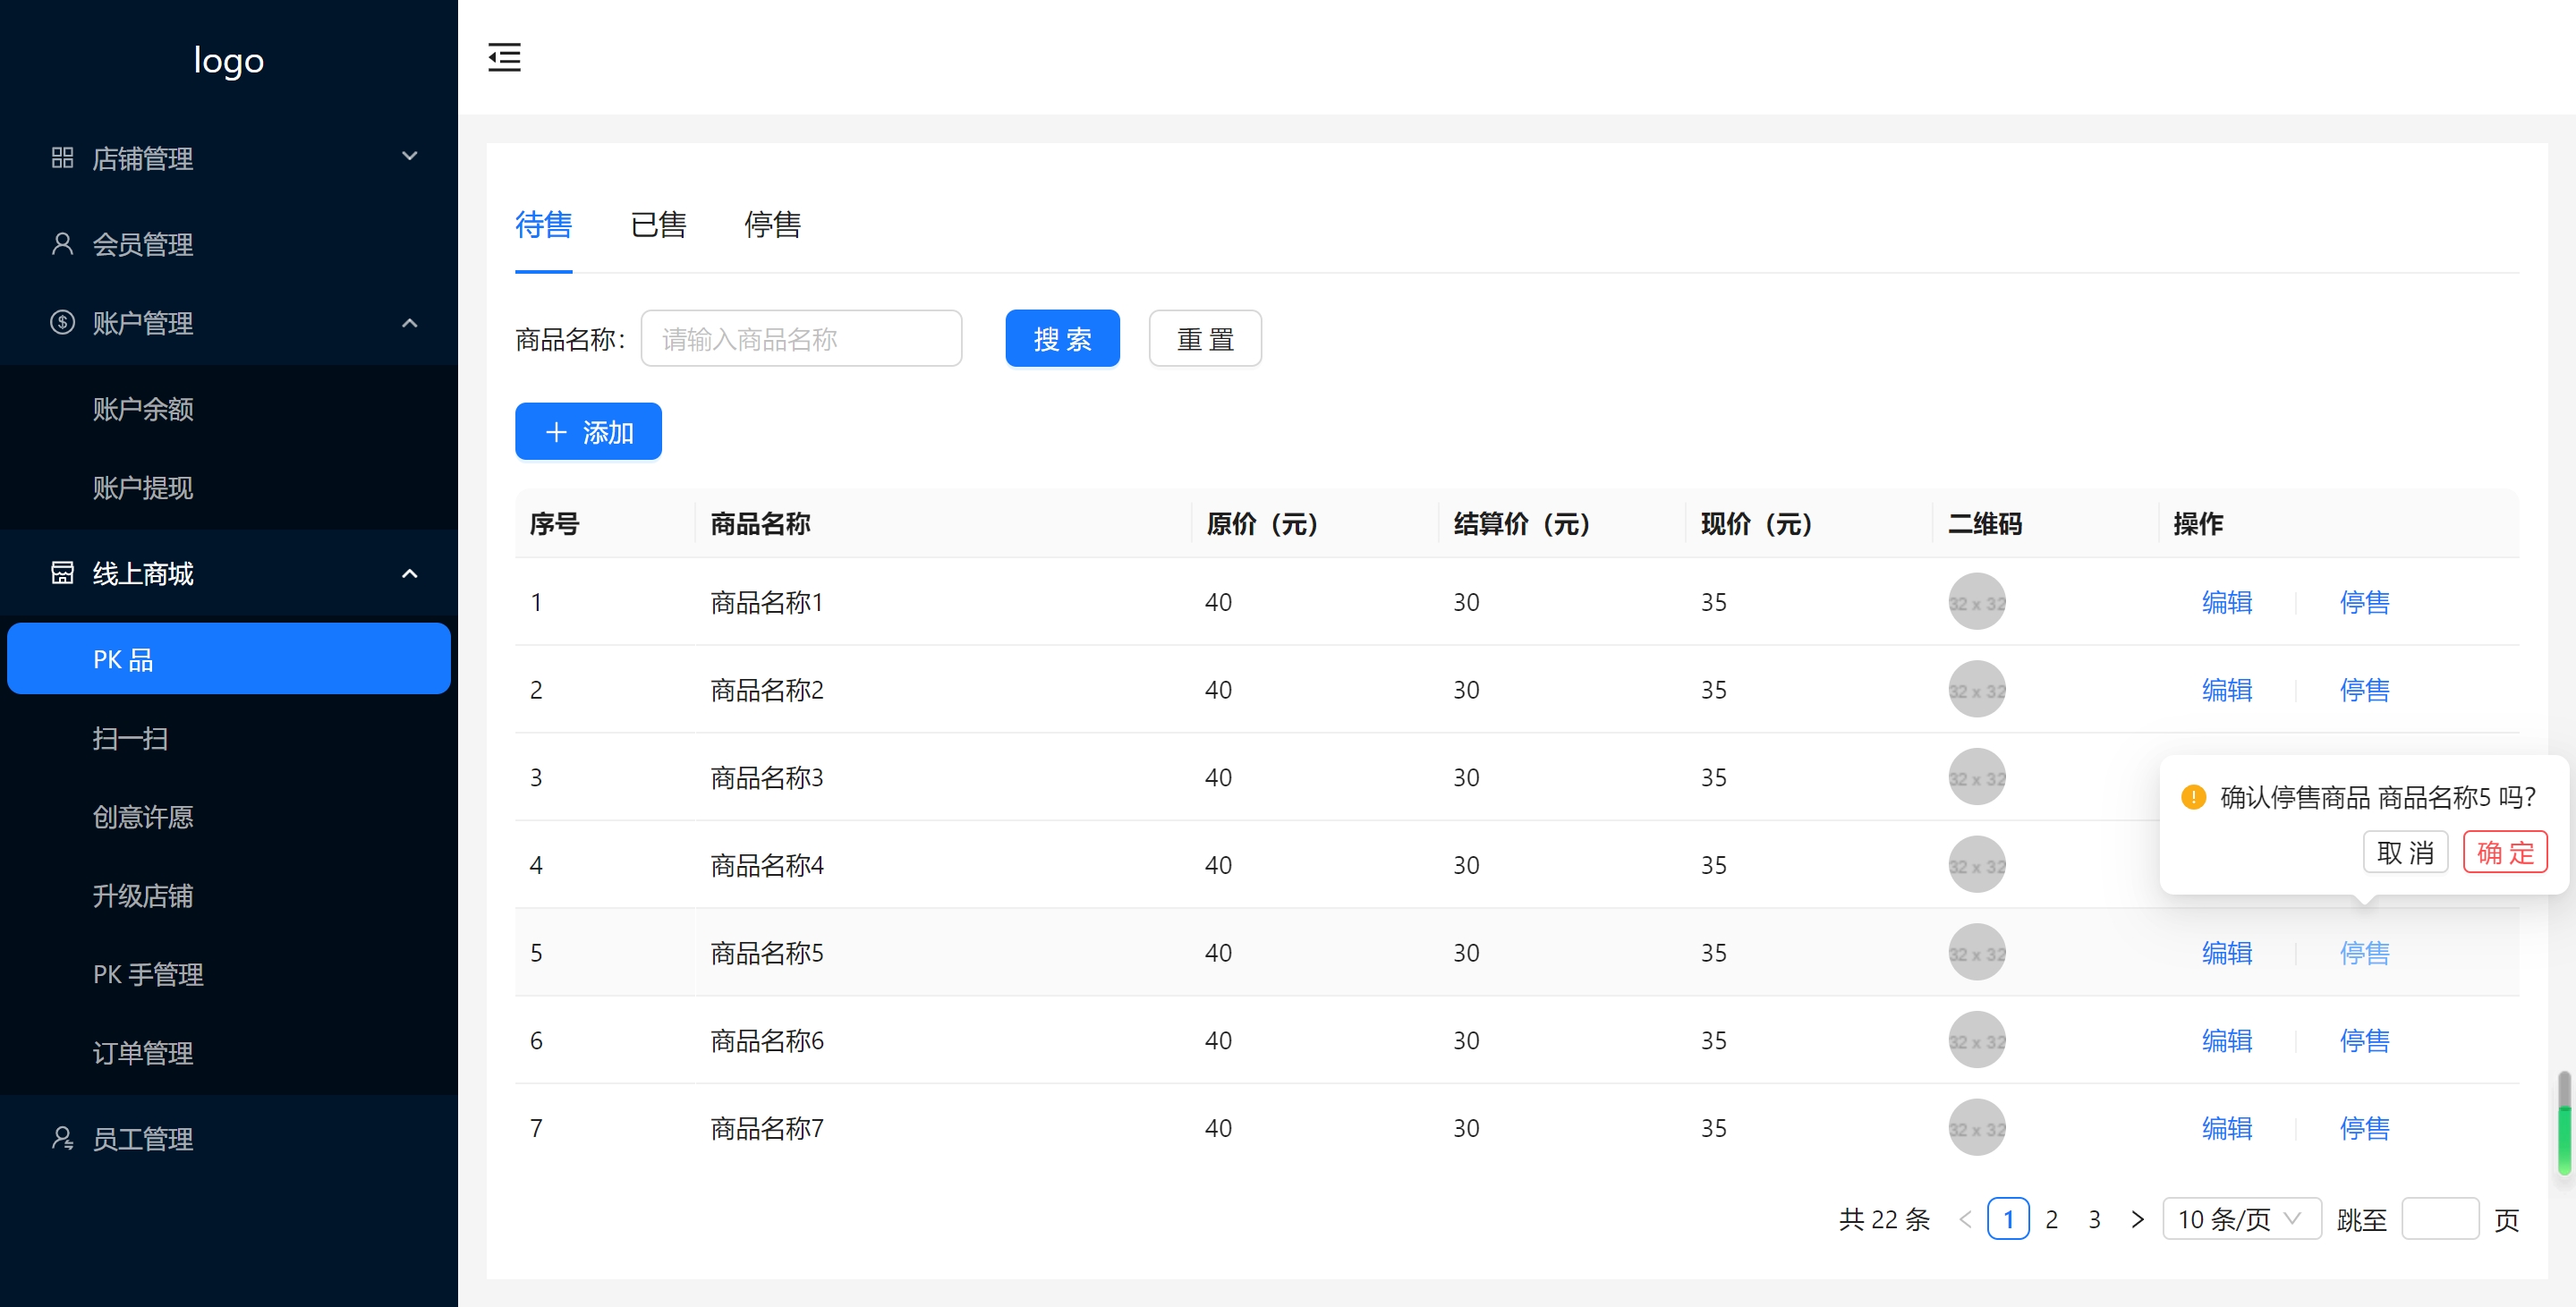 logo
店铺管理
会员管理
账户管理
账户余额
账户提现
线上商城
PK 品
扫一扫
创意许愿
升级店铺
PK 手管理
订单管理
员工管理
待售 已售 停售
商品名称: 请输入商品名称 搜 索 重 置
添加
序号 商品名称 原价（元） 结算价（元） 现价（元） 二维码 操作
1 商品名称1 40 30 35 32 x 32 编辑 停售
2 商品名称2 40 30 35 32 x 32 编辑 停售
3 商品名称3 40 30 35 32 x 32
确认停售商品 商品名称5 吗？
取 消 确 定
4 商品名称4 40 30 35 32 x 32
5 商品名称5 40 30 35 32 x 32 编辑 停售
6 商品名称6 40 30 35 32 x 32 编辑 停售
7 商品名称7 40 30 35 32 x 32 编辑 停售
共 22 条 < 1 2 3 > 10 条/页 跳至 页